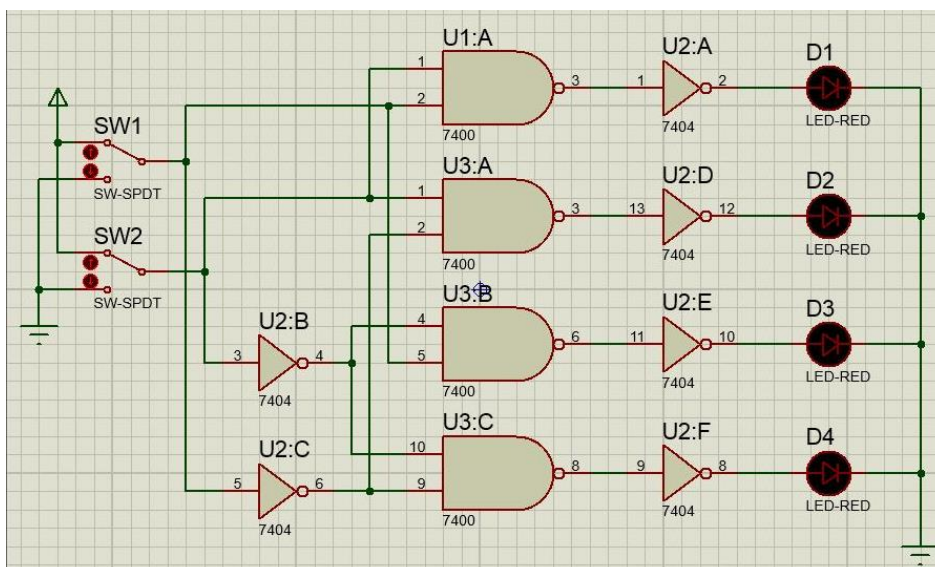 U1:A
1
2
3
7400
U2:A
1
2
7404
D1
LED-RED
SW1
SW-SPDT
U3:A
1
2
3
7400
U2:D
13
12
7404
D2
LED-RED
SW2
SW-SPDT
U3:B
4
5
6
7400
U2:E
11
10
7404
D3
LED-RED
U2:B
3
4
7404
U3:C
10
9
8
7400
U2:F
9
8
7404
D4
LED-RED
U2:C
5
6
7404